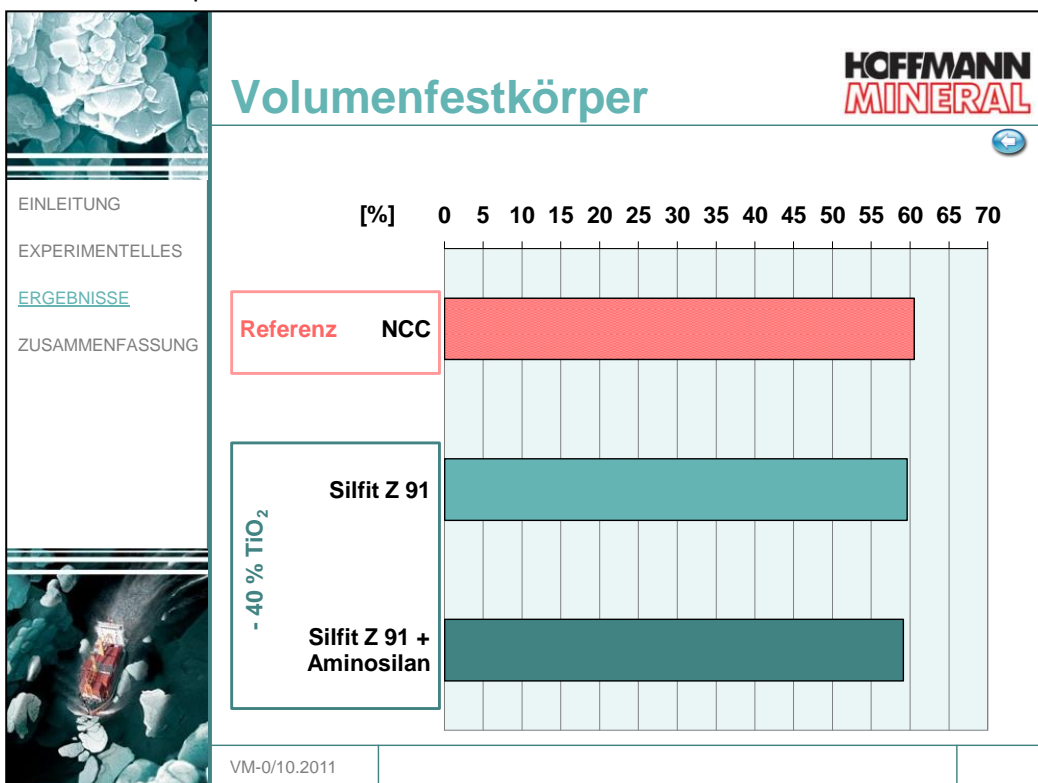 Volumenfestkörper
HOFFMANN
MINERAL
EINLEITUNG
EXPERIMENTELLES
ERGEBNISSE
ZUSAMMENFASSUNG
[%] 0 5 10 15 20 25 30 35 40 45 50 55 60 65 70
Referenz NCC
- 40 % TiO₂
Silfit Z 91
Silfit Z 91 +
Aminosilan
VM-0/10.2011